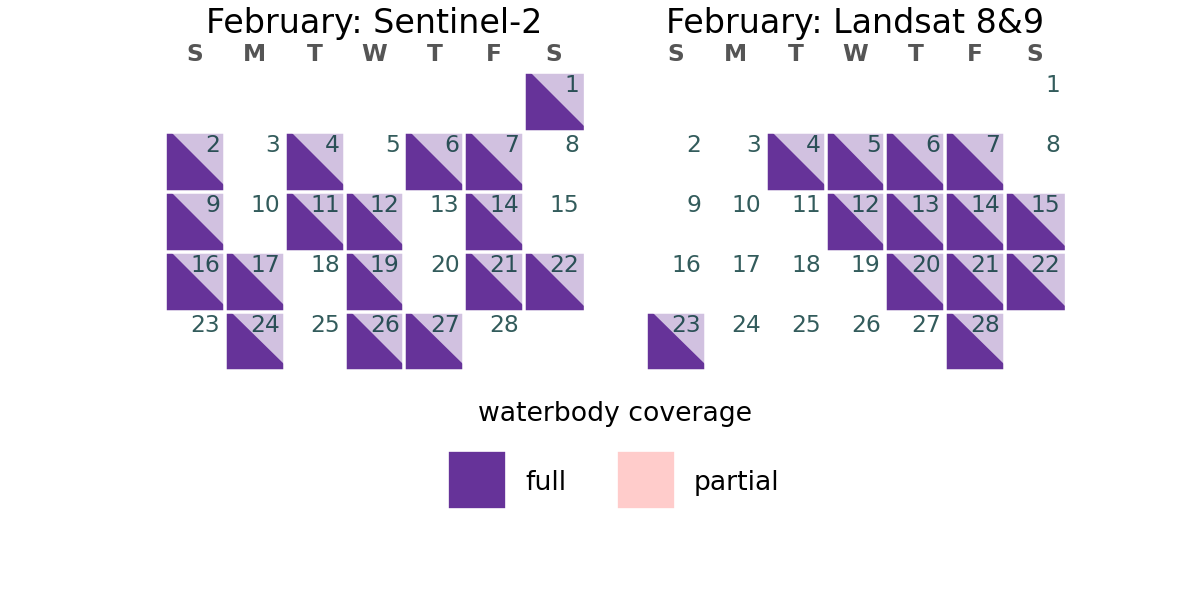 February: Sentinel-2
S M T W T F S
1
2 3 4 5 6 7 8
9 10 11 12 13 14 15
16 17 18 19 20 21 22
23 24 25 26 27 28
February: Landsat 8&9
S M T W T F S
1
2 3 4 5 6 7 8
9 10 11 12 13 14 15
16 17 18 19 20 21 22
23 24 25 26 27 28
waterbody coverage
full partial